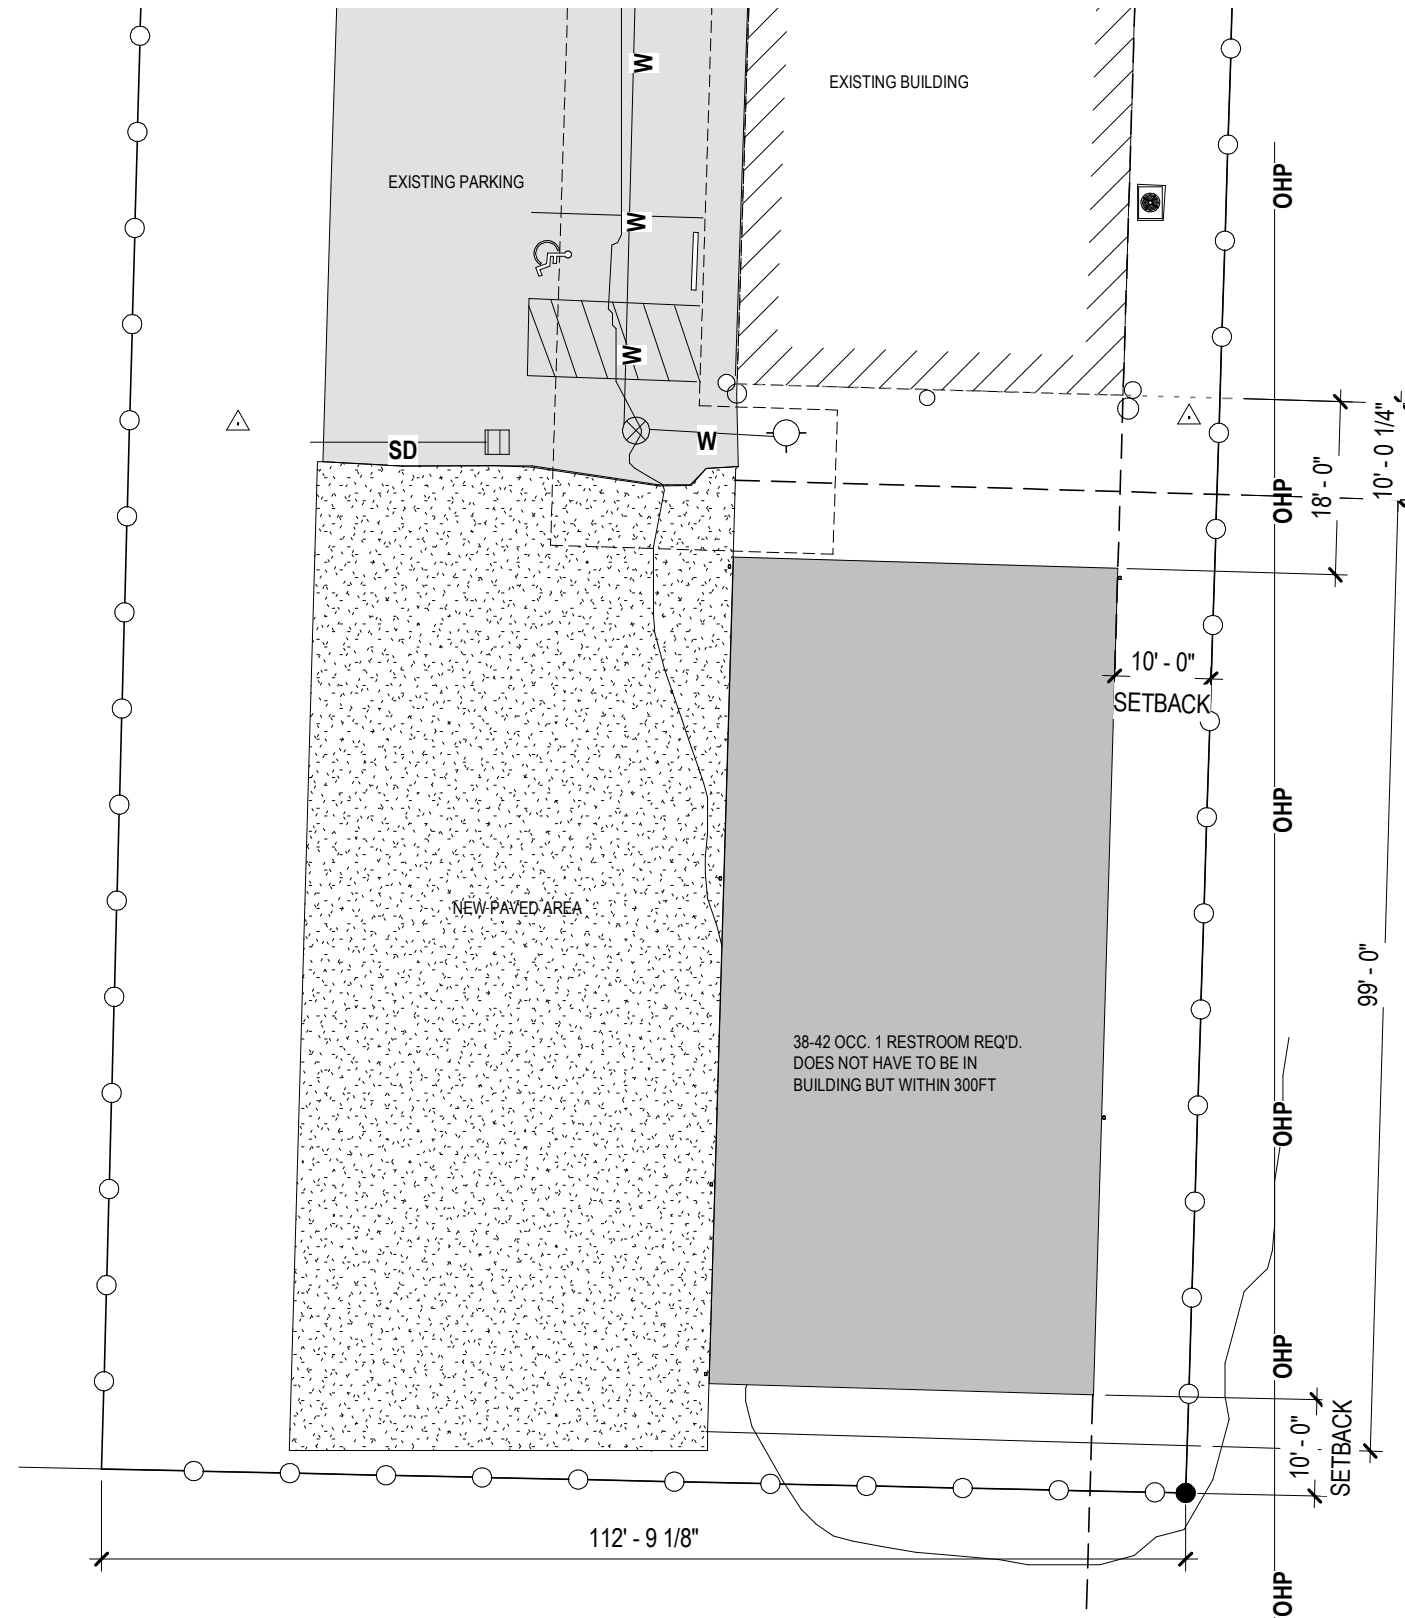 W
EXISTING BUILDING
EXISTING PARKING
OHP
W
W
10' - 0 1/4"
SD
W
18' - 0"
OHP
10' - 0"
SETBACK
OHP
NEW PAVED AREA
99' - 0"
38-42 OCC. 1 RESTROOM REQ'D.
DOES NOT HAVE TO BE IN
BUILDING BUT WITHIN 300FT
OHP
OHP
10' - 0"
SETBACK
112' - 9 1/8"
OHP